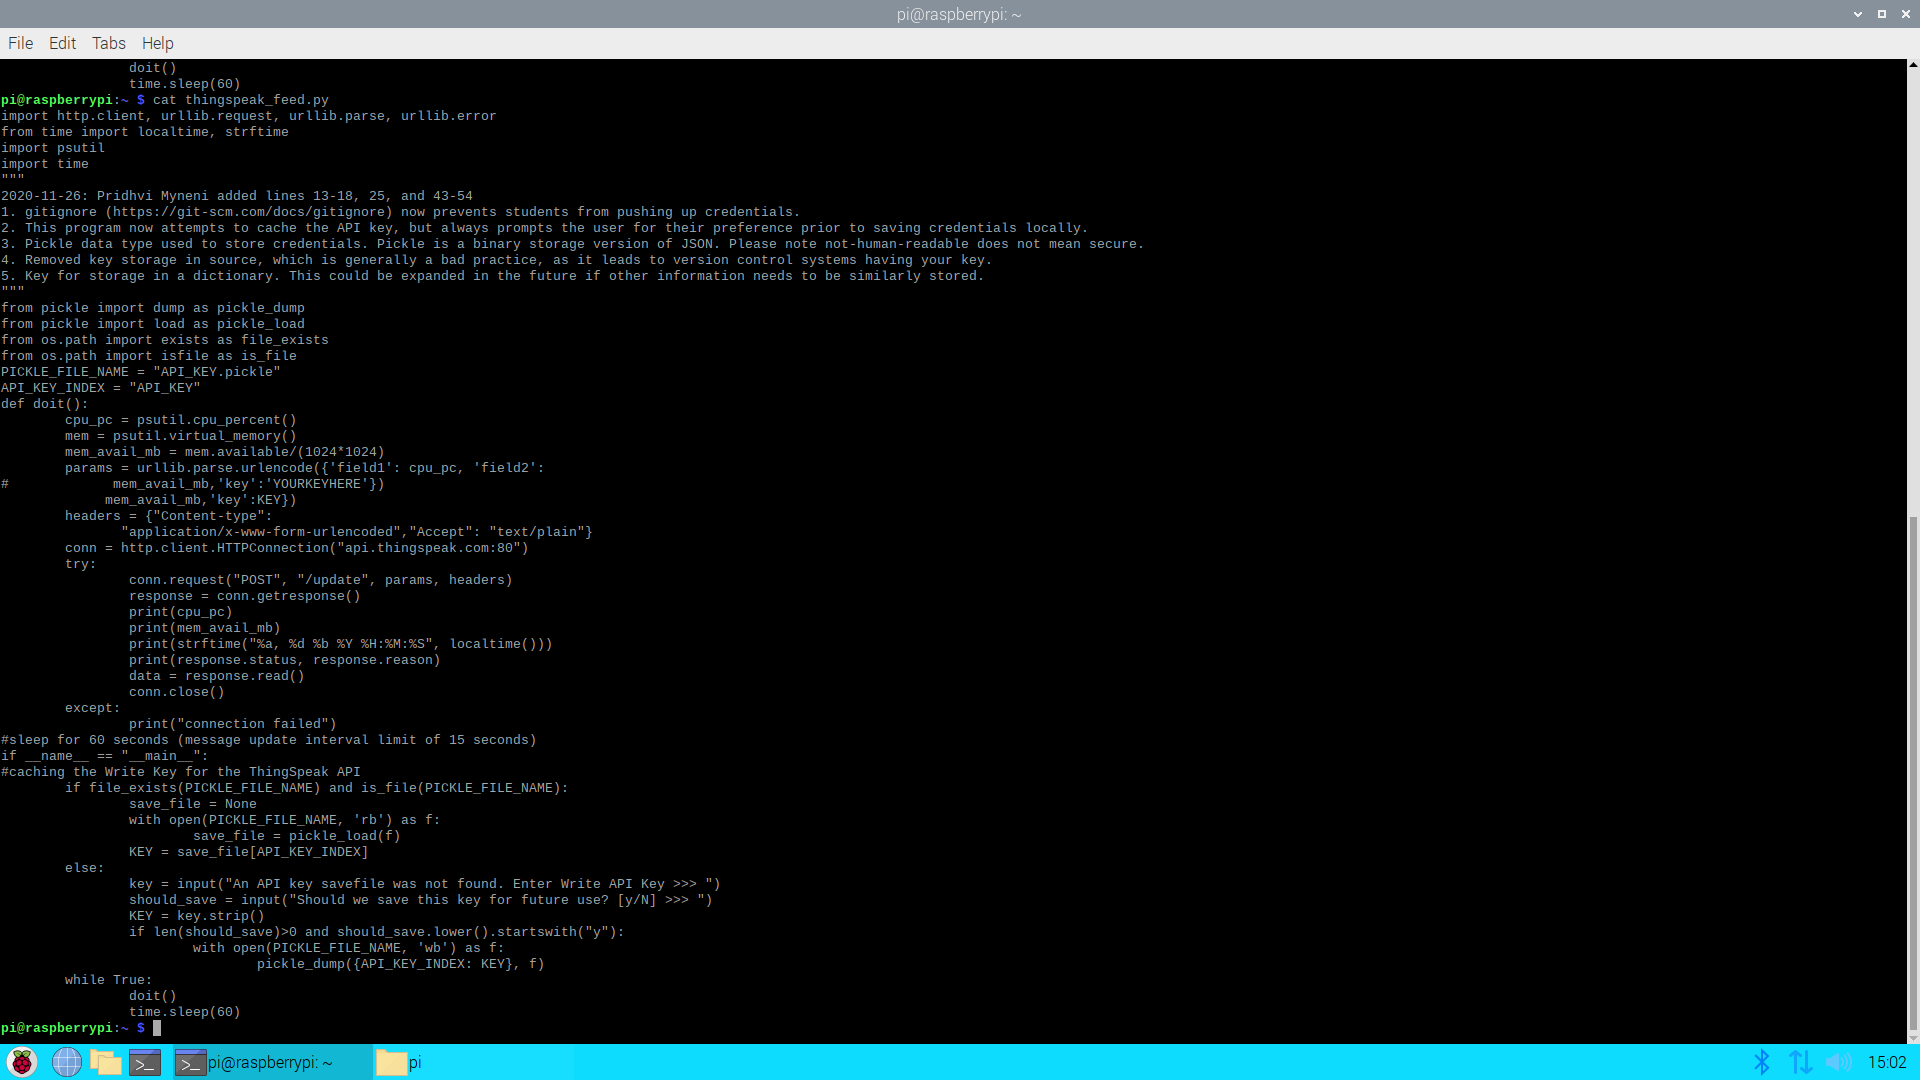 pi@raspberrypi: ~
File Edit Tabs Help
                doit()
                time.sleep(60)
pi@raspberrypi:~ $ cat thingspeak_feed.py
import http.client, urllib.request, urllib.parse, urllib.error
from time import localtime, strftime
import psutil
import time
"""
2020-11-26: Pridhvi Myneni added lines 13-18, 25, and 43-54
1. gitignore (https://git-scm.com/docs/gitignore) now prevents students from pushing up credentials.
2. This program now attempts to cache the API key, but always prompts the user for their preference prior to saving credentials locally.
3. Pickle data type used to store credentials. Pickle is a binary storage version of JSON. Please note not-human-readable does not mean secure.
4. Removed key storage in source, which is generally a bad practice, as it leads to version control systems having your key.
5. Key for storage in a dictionary. This could be expanded in the future if other information needs to be similarly stored.
"""
from pickle import dump as pickle_dump
from pickle import load as pickle_load
from os.path import exists as file_exists
from os.path import isfile as is_file
PICKLE_FILE_NAME = "API_KEY.pickle"
API_KEY_INDEX = "API_KEY"
def doit():
        cpu_pc = psutil.cpu_percent()
        mem = psutil.virtual_memory()
        mem_avail_mb = mem.available/(1024*1024)
        params = urllib.parse.urlencode({'field1': cpu_pc, 'field2':
#             mem_avail_mb,'key':'YOURKEYHERE'})
             mem_avail_mb,'key':KEY})
        headers = {"Content-type":
               "application/x-www-form-urlencoded","Accept": "text/plain"}
        conn = http.client.HTTPConnection("api.thingspeak.com:80")
        try:
                conn.request("POST", "/update", params, headers)
                response = conn.getresponse()
                print(cpu_pc)
                print(mem_avail_mb)
                print(strftime("%a, %d %b %Y %H:%M:%S", localtime()))
                print(response.status, response.reason)
                data = response.read()
                conn.close()
        except:
                print("connection failed")
#sleep for 60 seconds (message update interval limit of 15 seconds)
if __name__ == "__main__":
#caching the Write Key for the ThingSpeak API
        if file_exists(PICKLE_FILE_NAME) and is_file(PICKLE_FILE_NAME):
                save_file = None
                with open(PICKLE_FILE_NAME, 'rb') as f:
                        save_file = pickle_load(f)
                KEY = save_file[API_KEY_INDEX]
        else:
                key = input("An API key savefile was not found. Enter Write API Key >>> ")
                should_save = input("Should we save this key for future use? [y/N] >>> ")
                KEY = key.strip()
                if len(should_save)>0 and should_save.lower().startswith("y"):
                        with open(PICKLE_FILE_NAME, 'wb') as f:
                                pickle_dump({API_KEY_INDEX: KEY}, f)
        while True:
                doit()
                time.sleep(60)
pi@raspberrypi:~ $
pi@raspberrypi: ~ pi 15:02